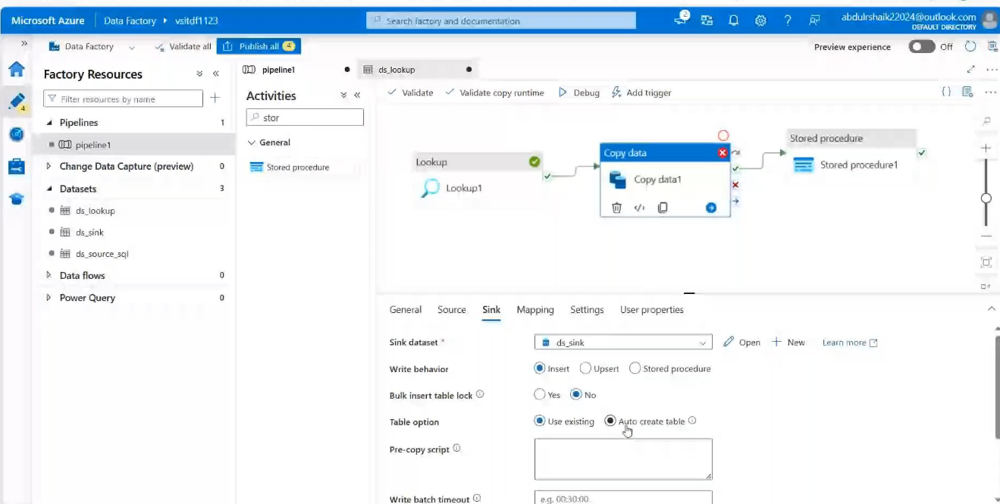 Microsoft Azure
Data Factory
vsitdf1123
Search factory and documentation
2
abdulrshaik22024@outlook.com
DEFAULT DIRECTORY
Data Factory
Validate all
Publish all 4
Preview experience
Off
Factory Resources
Filter resources by name
4
Pipelines 1
pipeline1
Change Data Capture (preview) 0
Datasets 3
ds_lookup
ds_sink
ds_source_sql
Data flows 0
Power Query 0
pipeline1
ds_lookup
Activities
stor
General
Stored procedure
Validate
Validate copy runtime
Debug
Add trigger
Lookup
Lookup1
Copy data
Copy data1
Stored procedure
Stored procedure1
General Source Sink Mapping Settings User properties
Sink dataset *
ds_sink
Open
New
Learn more
Write behavior
Insert Upsert Stored procedure
Bulk insert table lock
Yes No
Table option
Use existing Auto create table
Pre-copy script
Write batch timeout
e.g. 00:30:00